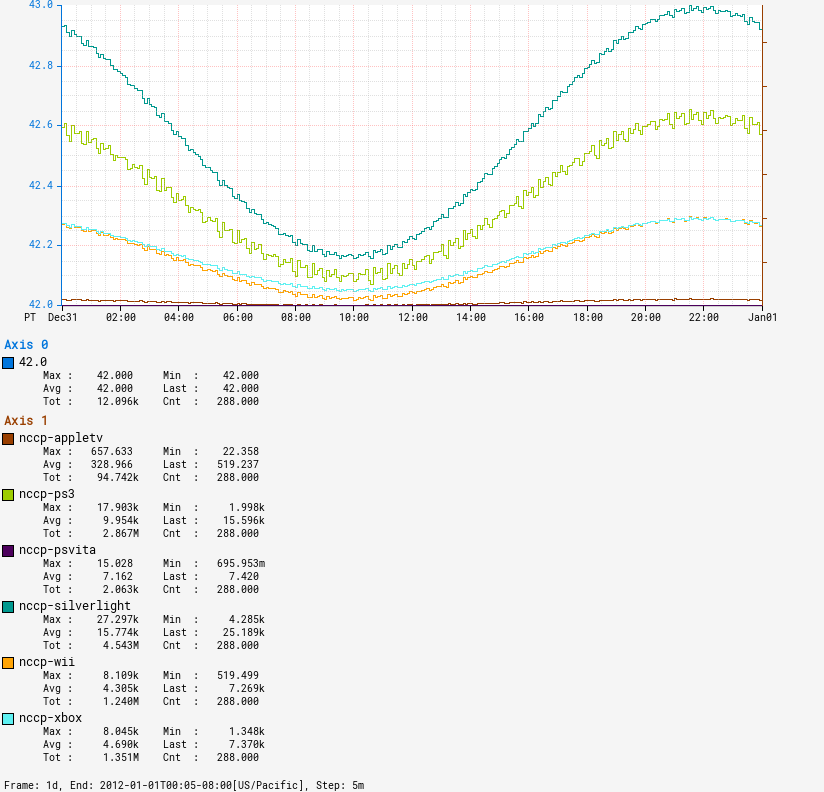 43.0
42.8
42.6
42.4
42.2
42.0
PT Dec31 02:00 04:00 06:00 08:00 10:00 12:00 14:00 16:00 18:00 20:00 22:00 Jan01
Axis 0
42.0
Max : 42.000 Min : 42.000
Avg : 42.000 Last : 42.000
Tot : 12.096k Cnt : 288.000
Axis 1
nccp-appletv
Max : 657.633 Min : 22.358
Avg : 328.966 Last : 519.237
Tot : 94.742k Cnt : 288.000
nccp-ps3
Max : 17.903k Min : 1.998k
Avg : 9.954k Last : 15.596k
Tot : 2.867M Cnt : 288.000
nccp-psvita
Max : 15.028 Min : 695.953m
Avg : 7.162 Last : 7.420
Tot : 2.063k Cnt : 288.000
nccp-silverlight
Max : 27.297k Min : 4.285k
Avg : 15.774k Last : 25.189k
Tot : 4.543M Cnt : 288.000
nccp-wii
Max : 8.109k Min : 519.499
Avg : 4.305k Last : 7.269k
Tot : 1.240M Cnt : 288.000
nccp-xbox
Max : 8.045k Min : 1.348k
Avg : 4.690k Last : 7.370k
Tot : 1.351M Cnt : 288.000
Frame: 1d, End: 2012-01-01T00:05-08:00[US/Pacific], Step: 5m